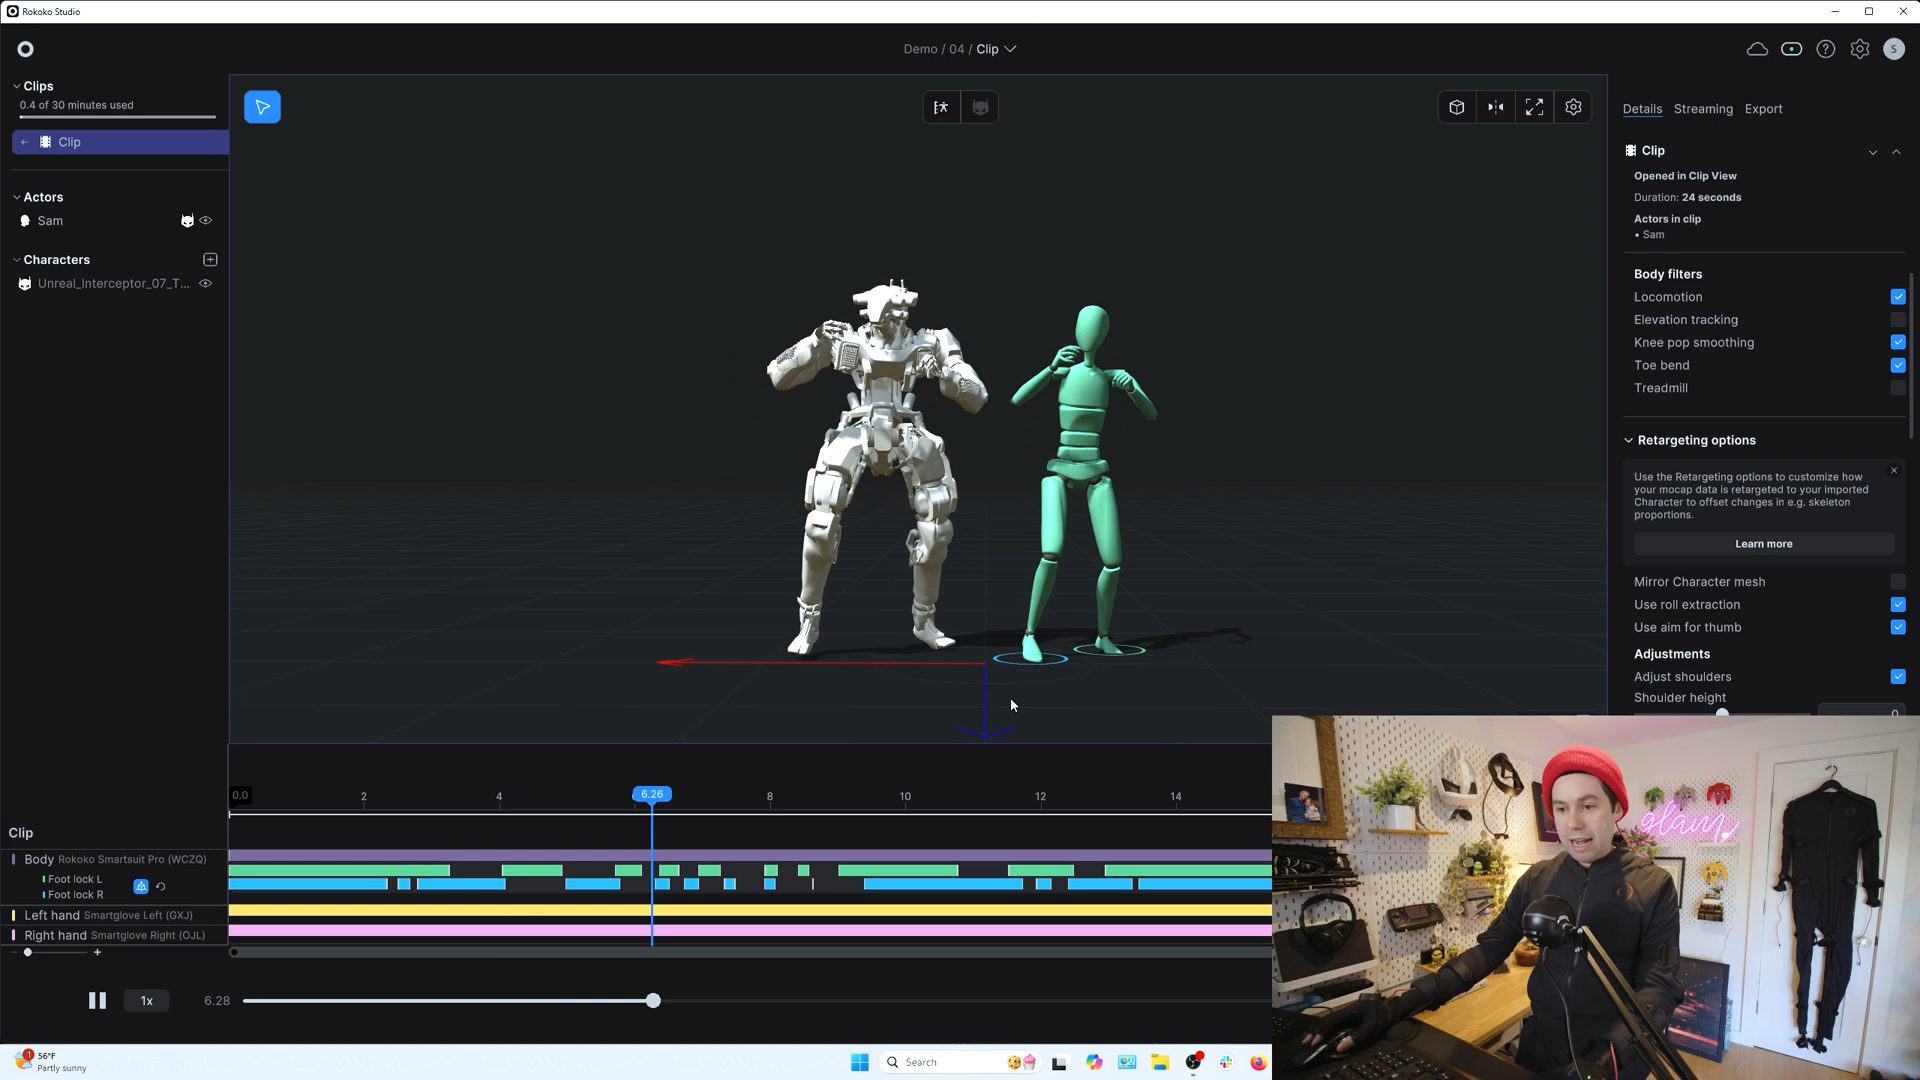 Rokoko Studio
Demo / 04 / Clip
S
Clips
0.4 of 30 minutes used
Clip
Actors
Sam
Characters
Unreal_Interceptor_07_T...
Details Streaming Export
Clip
Opened in Clip View
Duration: 24 seconds
Actors in clip
• Sam
Body filters
Locomotion
Elevation tracking
Knee pop smoothing
Toe bend
Treadmill
Retargeting options
Use the Retargeting options to customize how
your mocap data is retargeted to your imported
Character to offset changes in e.g. skeleton
proportions.
Learn more
Mirror Character mesh
Use roll extraction
Use aim for thumb
Adjustments
Adjust shoulders
Shoulder height
0
0.0 2 4 6.26 8 10 12 14
Clip
Body Rokoko Smartsuit Pro (WCZQ)
Foot lock L
Foot lock R
Left hand Smartglove Left (GXJ)
Right hand Smartglove Right (OJL)
- +
1x 6.28
glam
1
56°F
Partly sunny
Search